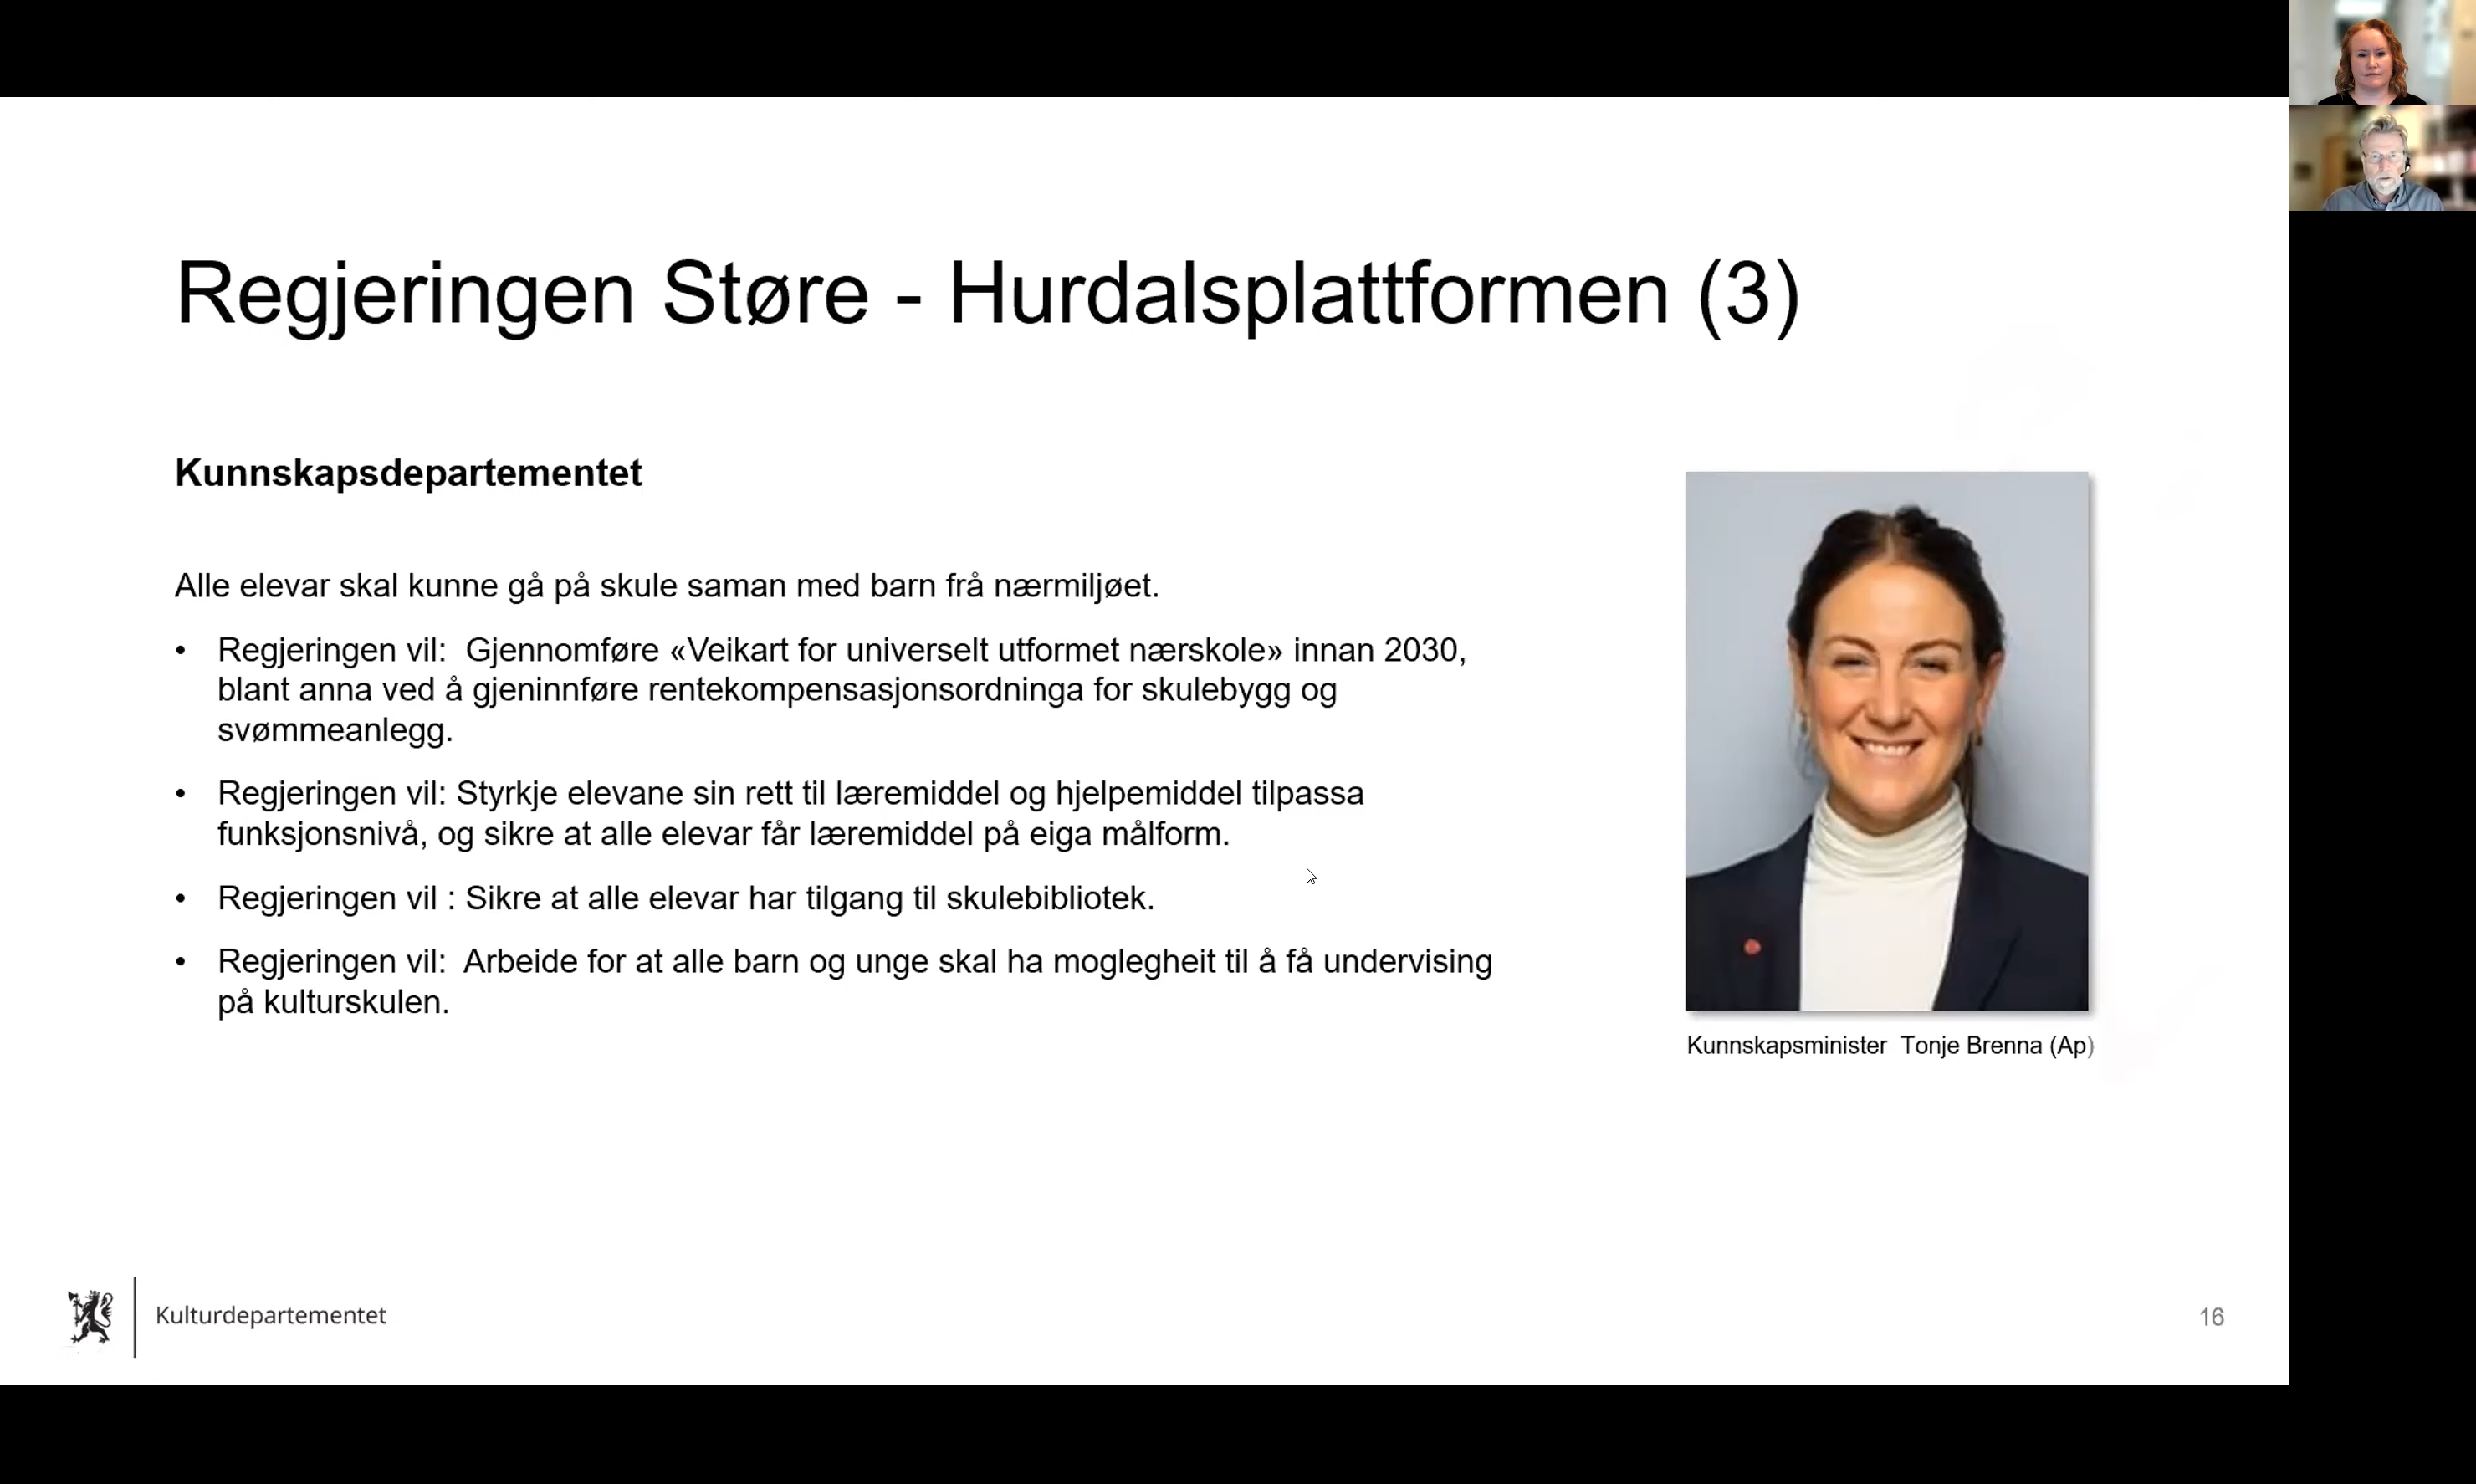 Regjeringen Støre - Hurdalsplattformen (3)
Kunnskapsdepartementet
Alle elevar skal kunne gå på skule saman med barn frå nærmiljøet.
• Regjeringen vil:  Gjennomføre «Veikart for universelt utformet nærskole» innan 2030,
blant anna ved å gjeninnføre rentekompensasjonsordninga for skulebygg og
svømmeanlegg.
• Regjeringen vil: Styrkje elevane sin rett til læremiddel og hjelpemiddel tilpassa
funksjonsnivå, og sikre at alle elevar får læremiddel på eiga målform.
• Regjeringen vil : Sikre at alle elevar har tilgang til skulebibliotek.
• Regjeringen vil:  Arbeide for at alle barn og unge skal ha moglegheit til å få undervising
på kulturskulen.
Kunnskapsminister  Tonje Brenna (Ap)
Kulturdepartementet
16